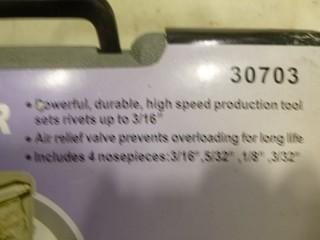 30703
R
• Powerful, durable, high speed production tool
sets rivets up to 3/16"
• Air relief valve prevents overloading for long life
• Includes 4 nosepieces:3/16",5/32" ,1/8" ,3/32"